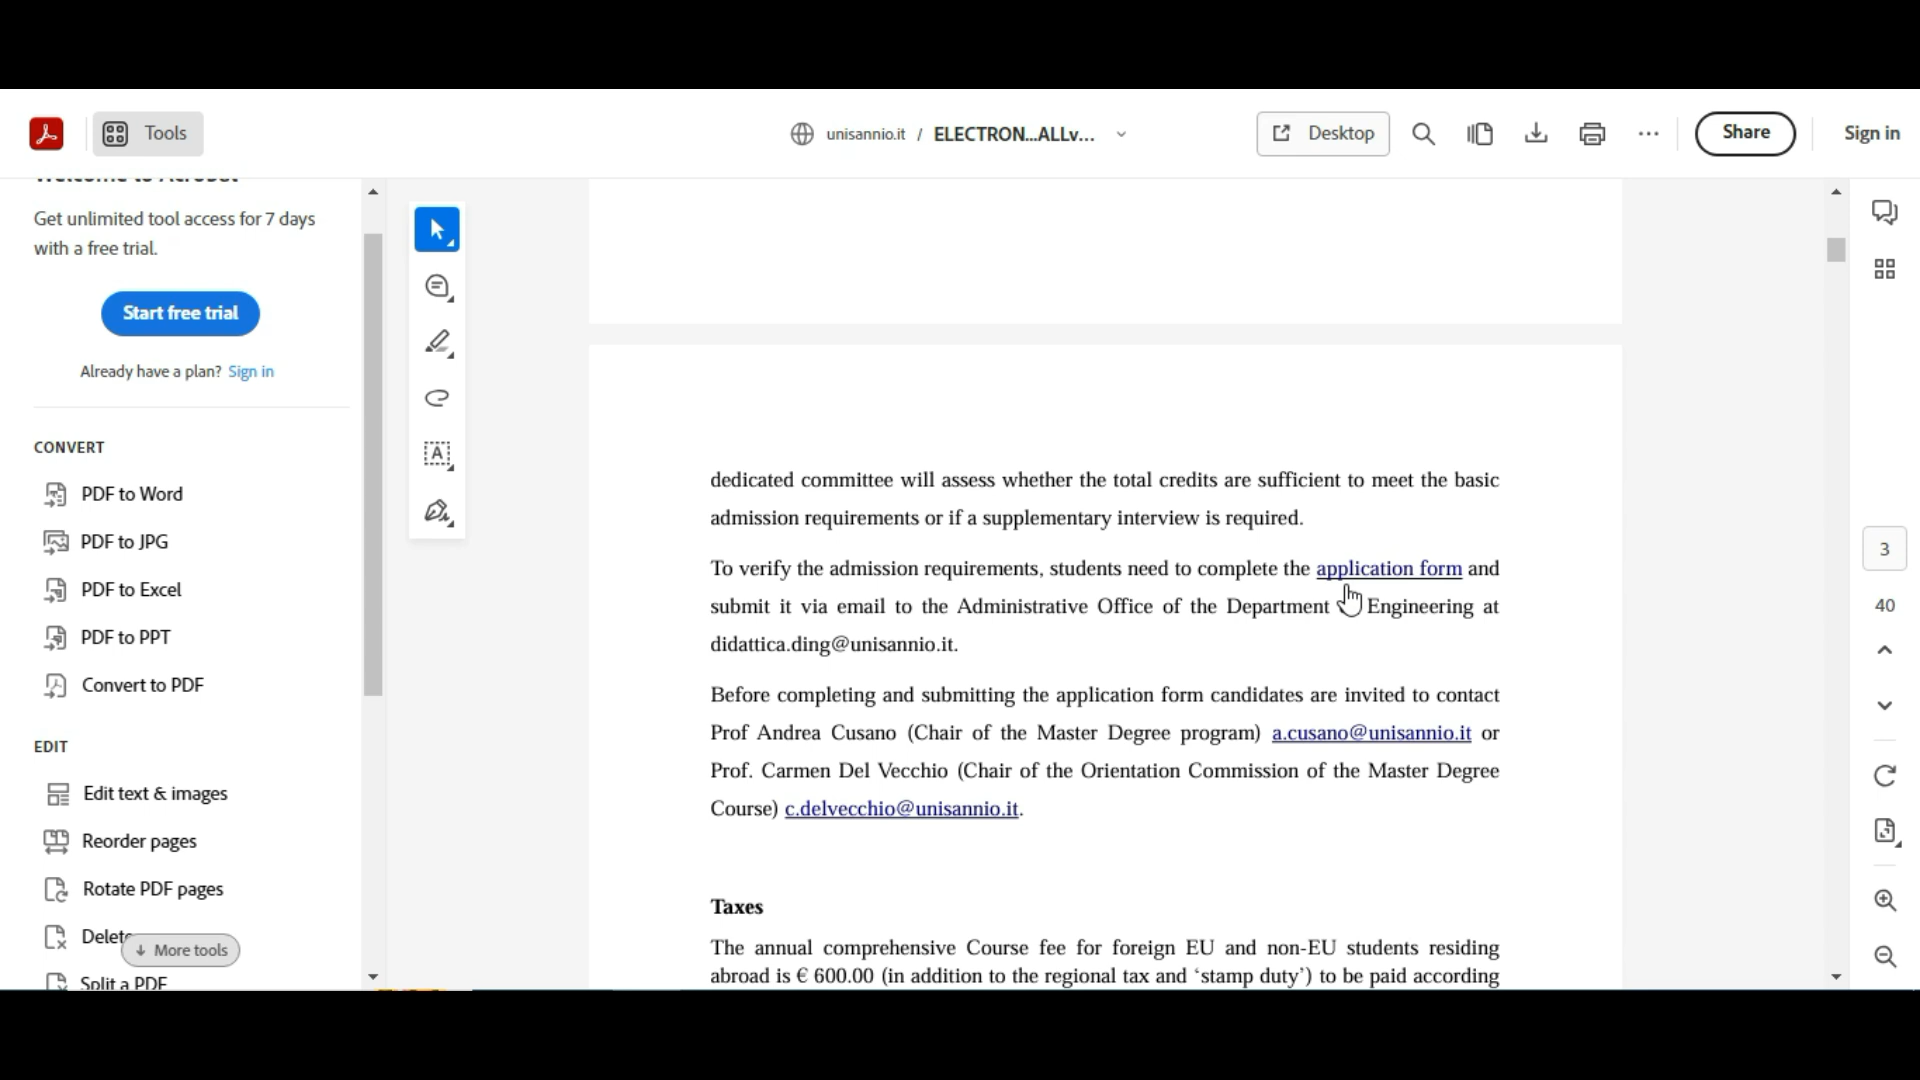 Tools
unisannio.it / ELECTRON...ALLv...
Desktop
Share
Sign in
Welcome to Acrobat
Get unlimited tool access for 7 days
with a free trial.
Start free trial
Already have a plan? Sign in
CONVERT
PDF to Word
PDF to JPG
PDF to Excel
PDF to PPT
Convert to PDF
EDIT
Edit text & images
Reorder pages
Rotate PDF pages
Delete
More tools
Split a PDF
dedicated committee will assess whether the total credits are sufficient to meet the basic
admission requirements or if a supplementary interview is required.
To verify the admission requirements, students need to complete the application form and
submit it via email to the Administrative Office of the Department Engineering at
didattica.ding@unisannio.it.
Before completing and submitting the application form candidates are invited to contact
Prof Andrea Cusano (Chair of the Master Degree program) a.cusano@unisannio.it or
Prof. Carmen Del Vecchio (Chair of the Orientation Commission of the Master Degree
Course) c.delvecchio@unisannio.it.
Taxes
The annual comprehensive Course fee for foreign EU and non-EU students residing
abroad is € 600.00 (in addition to the regional tax and ‘stamp duty’) to be paid according
3
40